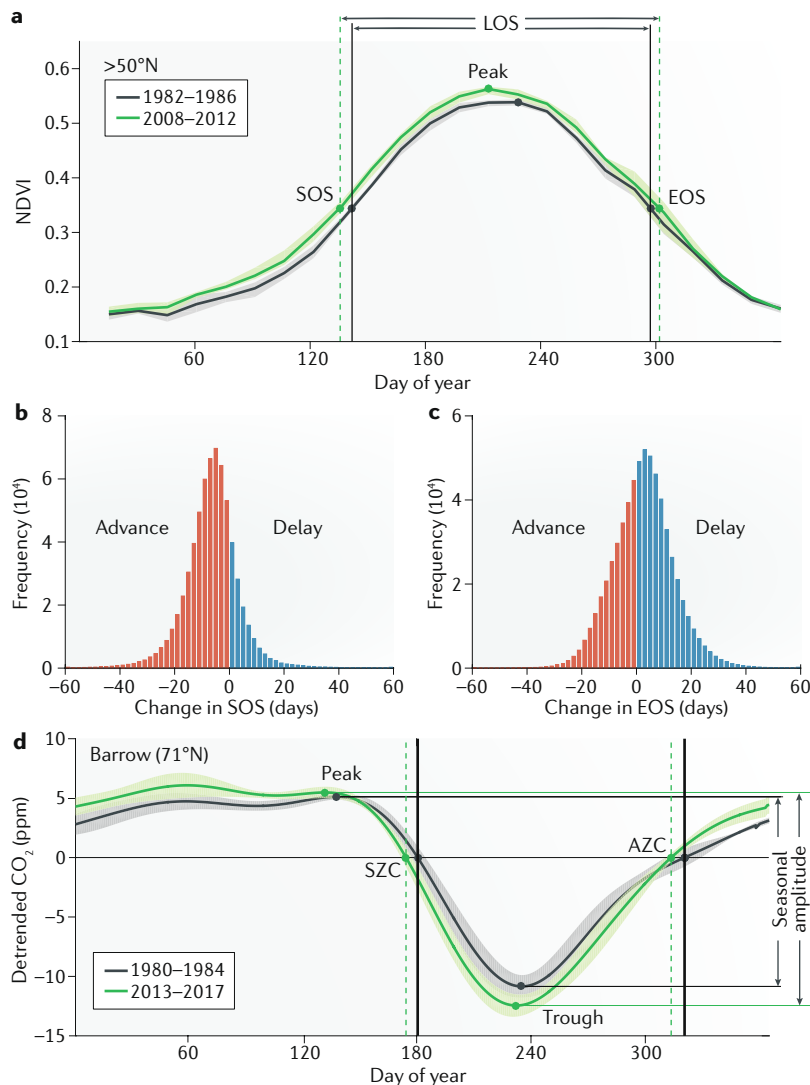 a
LOS
>50°N
1982–1986
2008–2012
Peak
SOS
EOS
NDVI
0.6
0.5
0.4
0.3
0.2
0.1
60
120
180
240
300
Day of year
b
8
6
4
2
0
Frequency (10⁴)
Advance
Delay
−60
−40
−20
0
20
40
60
Change in SOS (days)
c
6
4
2
0
Frequency (10⁴)
Advance
Delay
−60
−40
−20
0
20
40
60
Change in EOS (days)
d
Barrow (71°N)
Peak
SZC
AZC
Trough
Seasonal
amplitude
1980–1984
2013–2017
Detrended CO₂ (ppm)
10
5
0
−5
−10
−15
60
120
180
240
300
Day of year